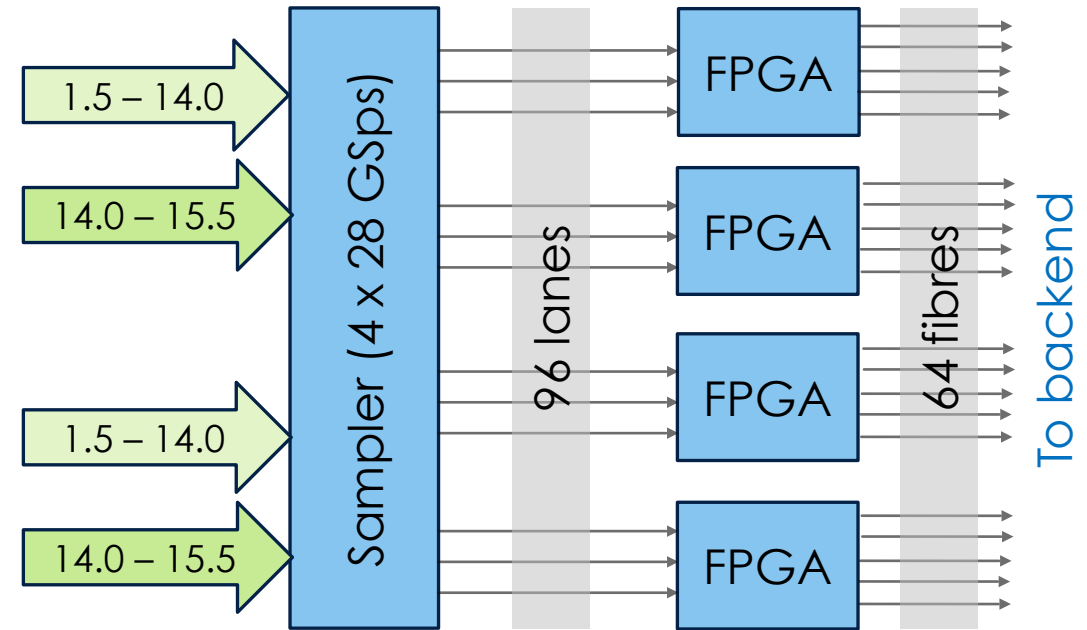 1.5 – 14.0
14.0 – 15.5
1.5 – 14.0
14.0 – 15.5
Sampler (4 x 28 GSps)
96 lanes
FPGA
FPGA
FPGA
FPGA
64 fibres
To backend